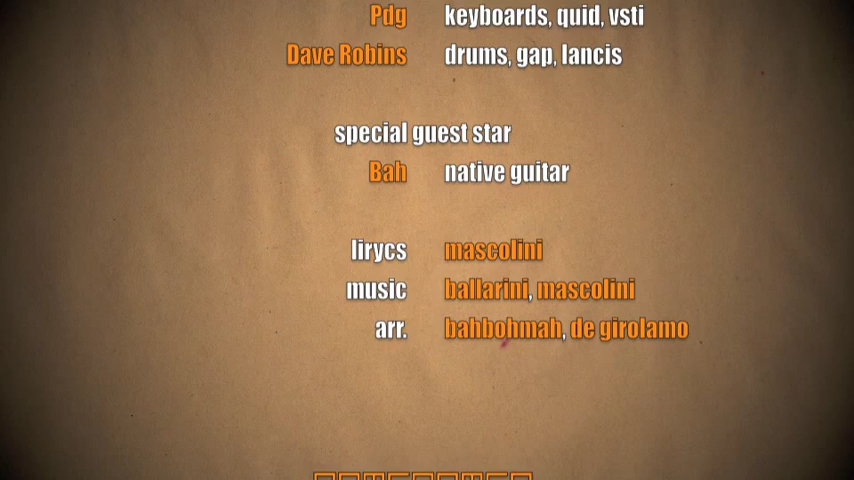 Pdg keyboards, quid, vsti
Dave Robins drums, gap, lancis
special guest star
Bah native guitar
lirycs mascolini
music ballarini, mascolini
arr. bahbohmah, de girolamo